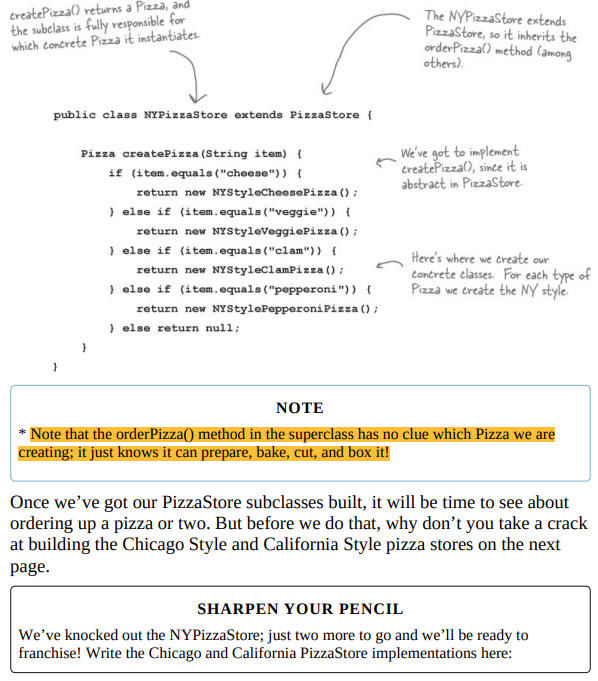 createPizza() returns a Pizza, and
the subclass is fully responsible for
which concrete Pizza it instantiates.
The NYPizzaStore extends
PizzaStore, so it inherits the
orderPizza() method (among
others).
public class NYPizzaStore extends PizzaStore {
Pizza createPizza(String item) {
if (item.equals("cheese")) {
return new NYStyleCheesePizza();
} else if (item.equals("veggie")) {
return new NYStyleVeggiePizza();
} else if (item.equals("clam")) {
return new NYStyleClamPizza();
} else if (item.equals("pepperoni")) {
return new NYStylePepperoniPizza();
} else return null;
}
}
We've got to implement
createPizza(), since it is
abstract in PizzaStore.
Here's where we create our
concrete classes. For each type of
Pizza we create the NY style.
NOTE
* Note that the orderPizza() method in the superclass has no clue which Pizza we are
creating; it just knows it can prepare, bake, cut, and box it!
Once we’ve got our PizzaStore subclasses built, it will be time to see about
ordering up a pizza or two. But before we do that, why don’t you take a crack
at building the Chicago Style and California Style pizza stores on the next
page.
SHARPEN YOUR PENCIL
We’ve knocked out the NYPizzaStore; just two more to go and we’ll be ready to
franchise! Write the Chicago and California PizzaStore implementations here: